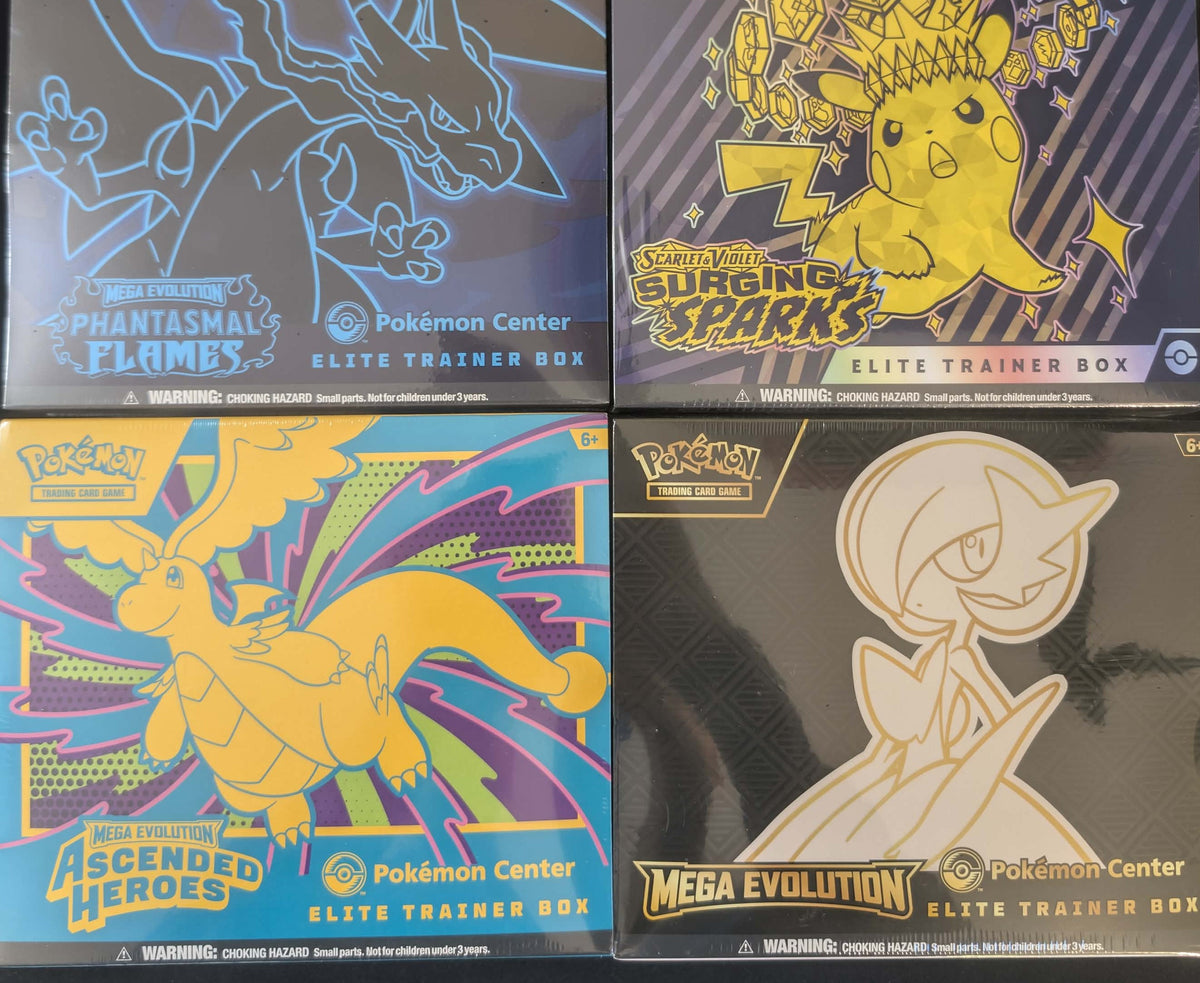 MEGA EVOLUTION
PHANTASMAL
FLAMES
Pokémon Center
ELITE TRAINER BOX
WARNING: CHOKING HAZARD Small parts. Not for children under 3 years.
SCARLET & VIOLET
SURGING
SPARKS
ELITE TRAINER BOX
WARNING: CHOKING HAZARD Small parts. Not for children under 3 years.
POKéMON TM
TRADING CARD GAME
6+
MEGA EVOLUTION
ASCENDED
HEROES
Pokémon Center TM
ELITE TRAINER BOX
WARNING: CHOKING HAZARD Small parts. Not for children under 3 years.
POKéMON TM
TRADING CARD GAME
6+
MEGA EVOLUTION
Pokémon Center TM
ELITE TRAINER BOX
WARNING: CHOKING HAZARD Small parts. Not for children under 3 years.